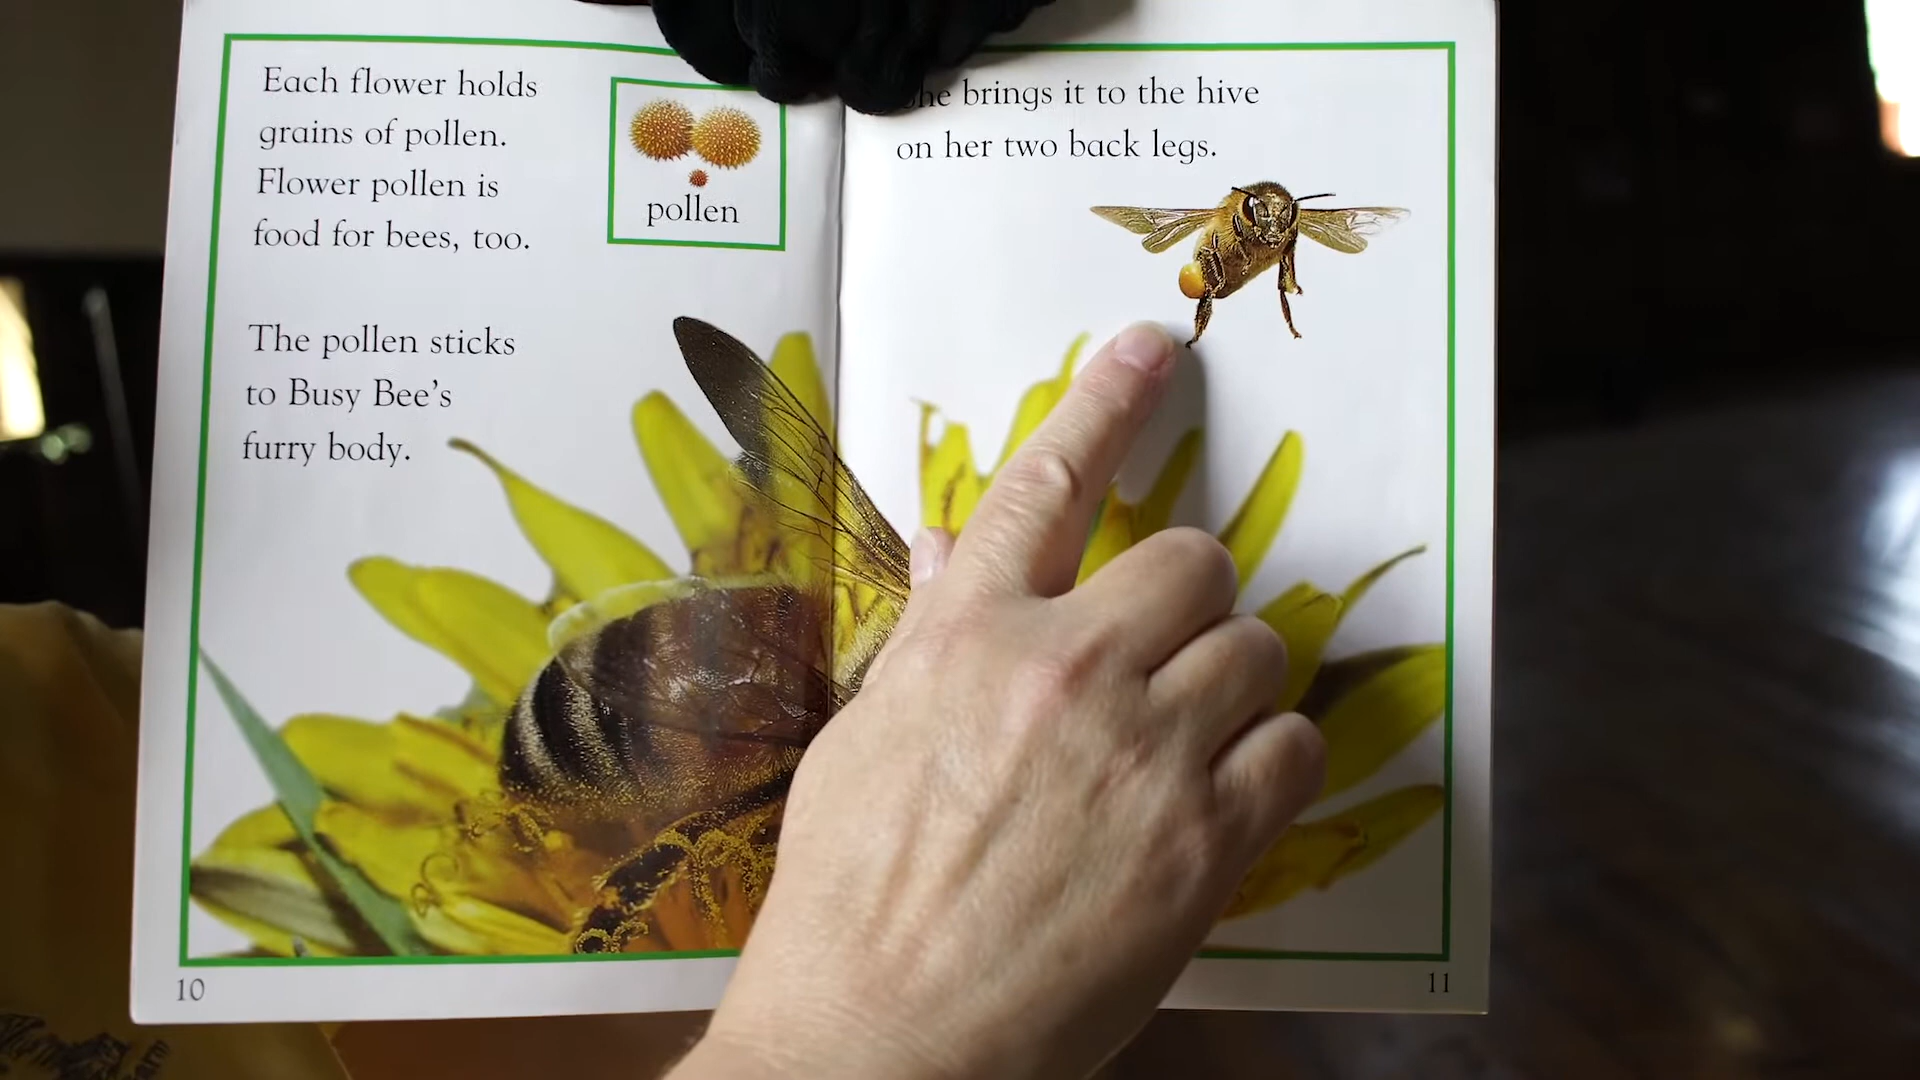 Each flower holds
grains of pollen.
Flower pollen is
food for bees, too.
The pollen sticks
to Busy Bee's
furry body.
pollen
10
She brings it to the hive
on her two back legs.
11